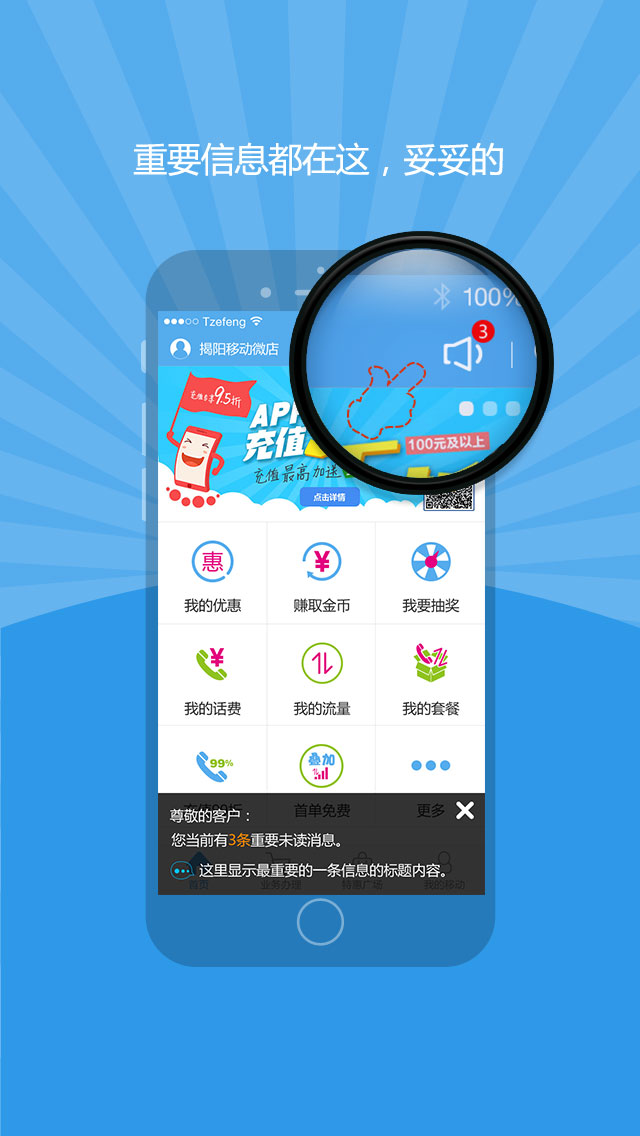 重要信息都在这，妥妥的
100%
3
Tzefeng
揭阳移动微店
充值享9.5折
APP
充值
100元及以上
充值最高加送
点击详情
惠
我的优惠
赚取金币
我要抽奖
我的话费
我的流量
我的套餐
99%
叠加
充值99折
首单免费
更多
尊敬的客户：
您当前有3条重要未读消息。
这里显示最重要的一条信息的标题内容。
首页
业务办理
特惠广场
我的移动